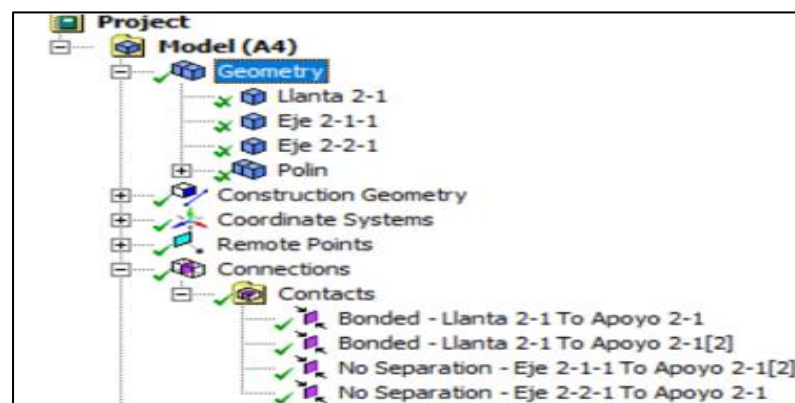 Project
Model (A4)
Geometry
Llanta 2-1
Eje 2-1-1
Eje 2-2-1
Polin
Construction Geometry
Coordinate Systems
Remote Points
Connections
Contacts
Bonded - Llanta 2-1 To Apoyo 2-1
Bonded - Llanta 2-1 To Apoyo 2-1[2]
No Separation - Eje 2-1-1 To Apoyo 2-1[2]
No Separation - Eje 2-2-1 To Apoyo 2-1